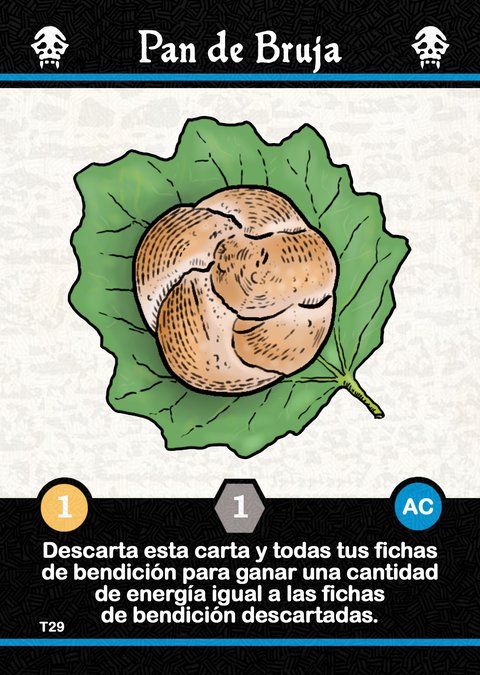 Pan de Bruja
1
1
AC
Descarta esta carta y todas tus fichas
de bendición para ganar una cantidad
de energía igual a las fichas
de bendición descartadas.
T29